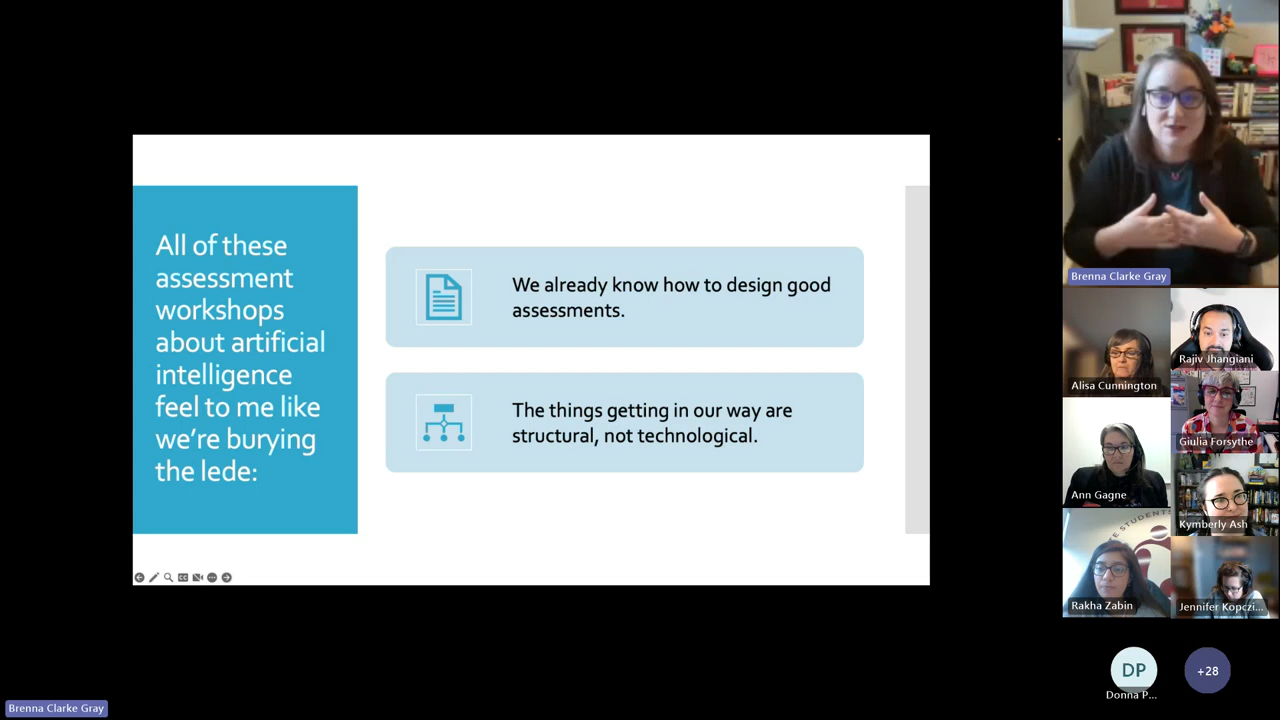 All of these
assessment
workshops
about artificial
intelligence
feel to me like
we're burying
the lede:
We already know how to design good
assessments.
The things getting in our way are
structural, not technological.
Brenna Clarke Gray
Alisa Cunnington
Rajiv Jhangiani
Giulia Forsythe
Ann Gagne
Kymberly Ash
E STUDENTS
Rakha Zabin
Jennifer Kopczi...
DP
Donna P...
+28
Brenna Clarke Gray